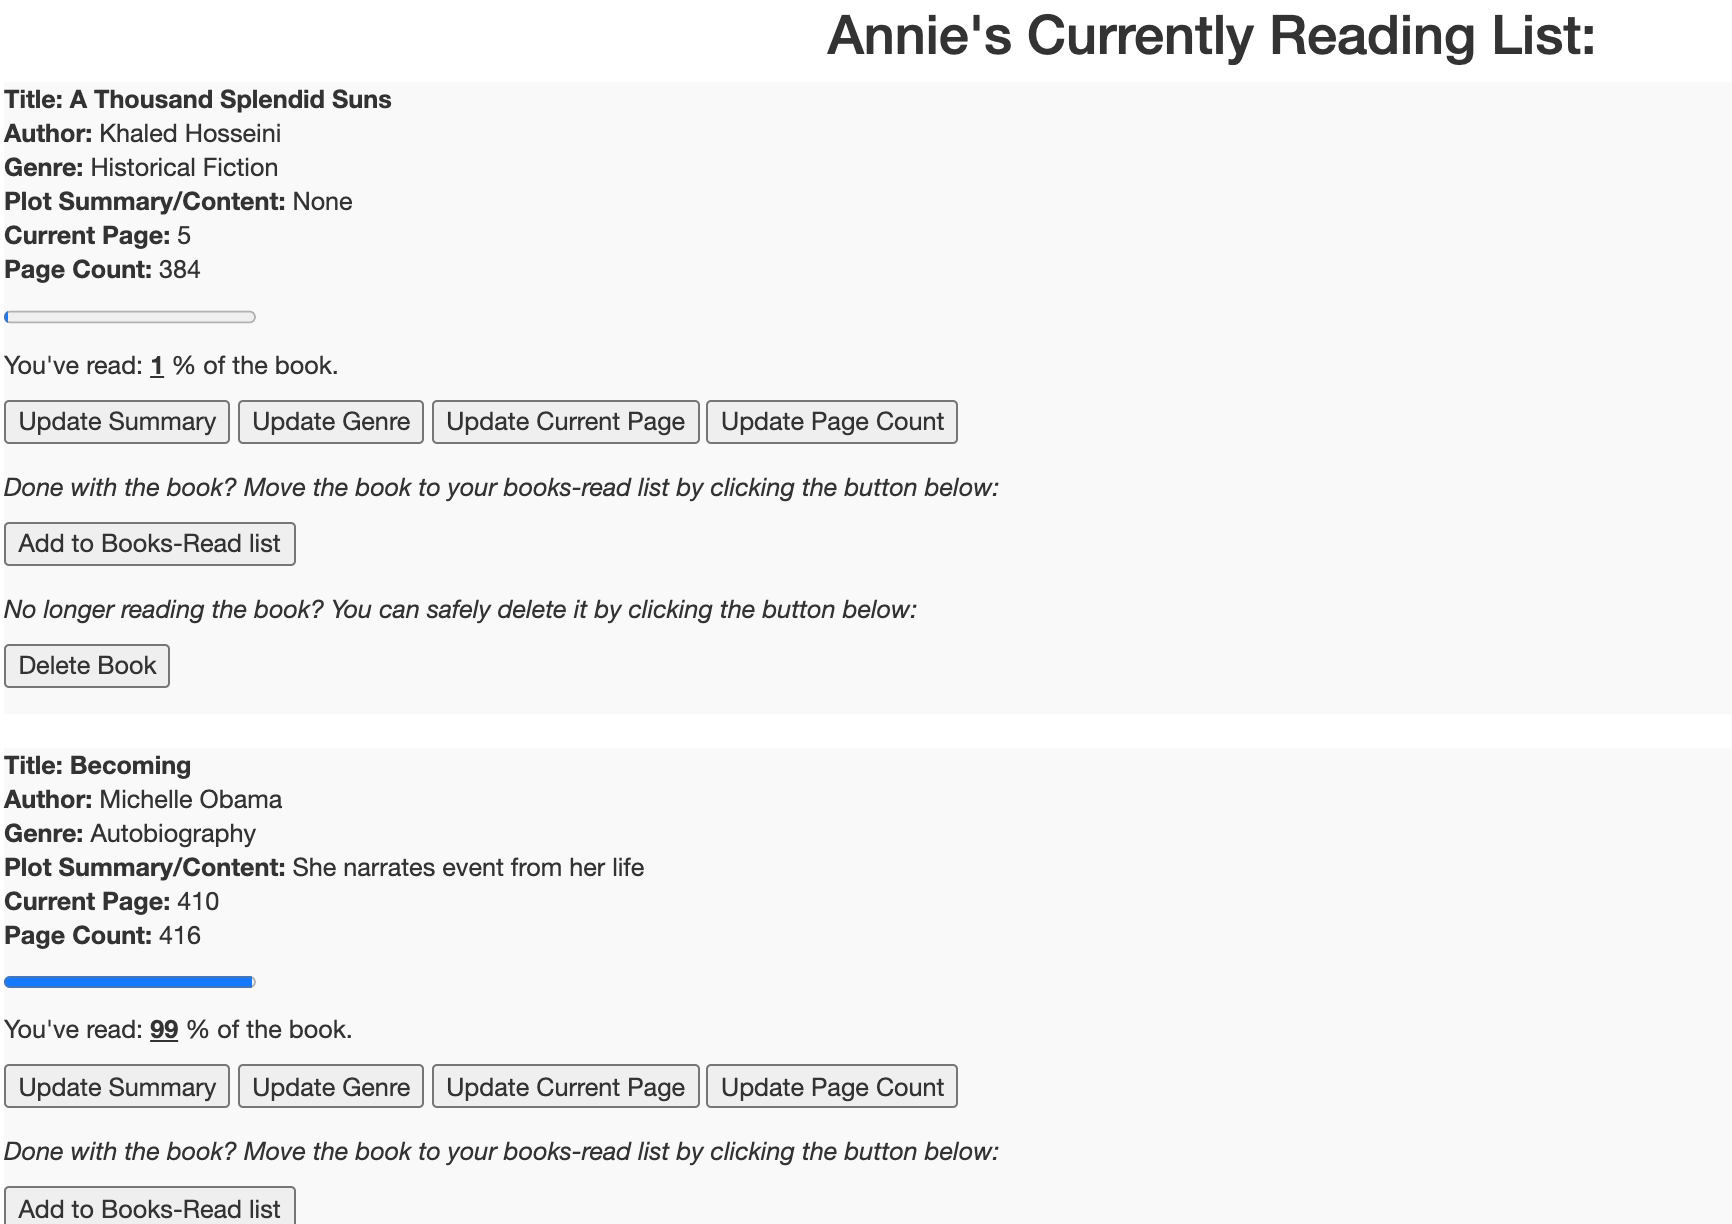 Annie's Currently Reading List:
Title: A Thousand Splendid Suns
Author: Khaled Hosseini
Genre: Historical Fiction
Plot Summary/Content: None
Current Page: 5
Page Count: 384
You've read: 1 % of the book.
Update Summary Update Genre Update Current Page Update Page Count
Done with the book? Move the book to your books-read list by clicking the button below:
Add to Books-Read list
No longer reading the book? You can safely delete it by clicking the button below:
Delete Book
Title: Becoming
Author: Michelle Obama
Genre: Autobiography
Plot Summary/Content: She narrates event from her life
Current Page: 410
Page Count: 416
You've read: 99 % of the book.
Update Summary Update Genre Update Current Page Update Page Count
Done with the book? Move the book to your books-read list by clicking the button below:
Add to Books-Read list